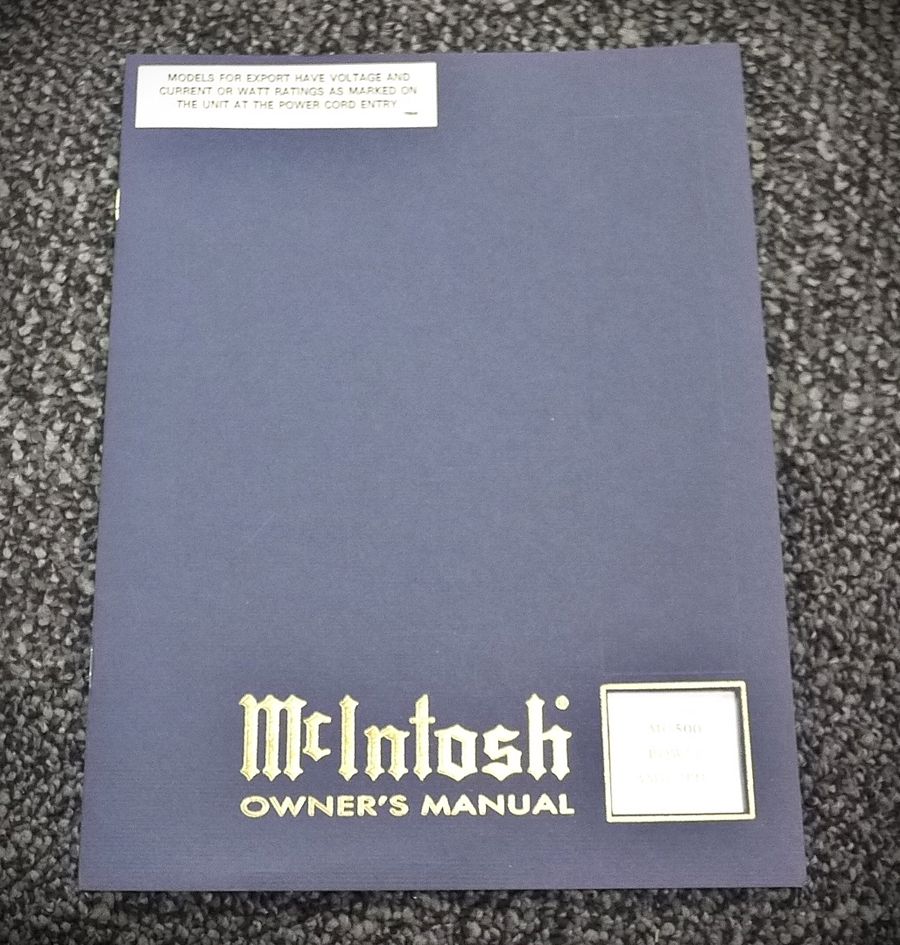 MODELS FOR EXPORT HAVE VOLTAGE AND
CURRENT OR WATT RATINGS AS MARKED ON
THE UNIT AT THE POWER CORD ENTRY
McIntosh
OWNER'S MANUAL